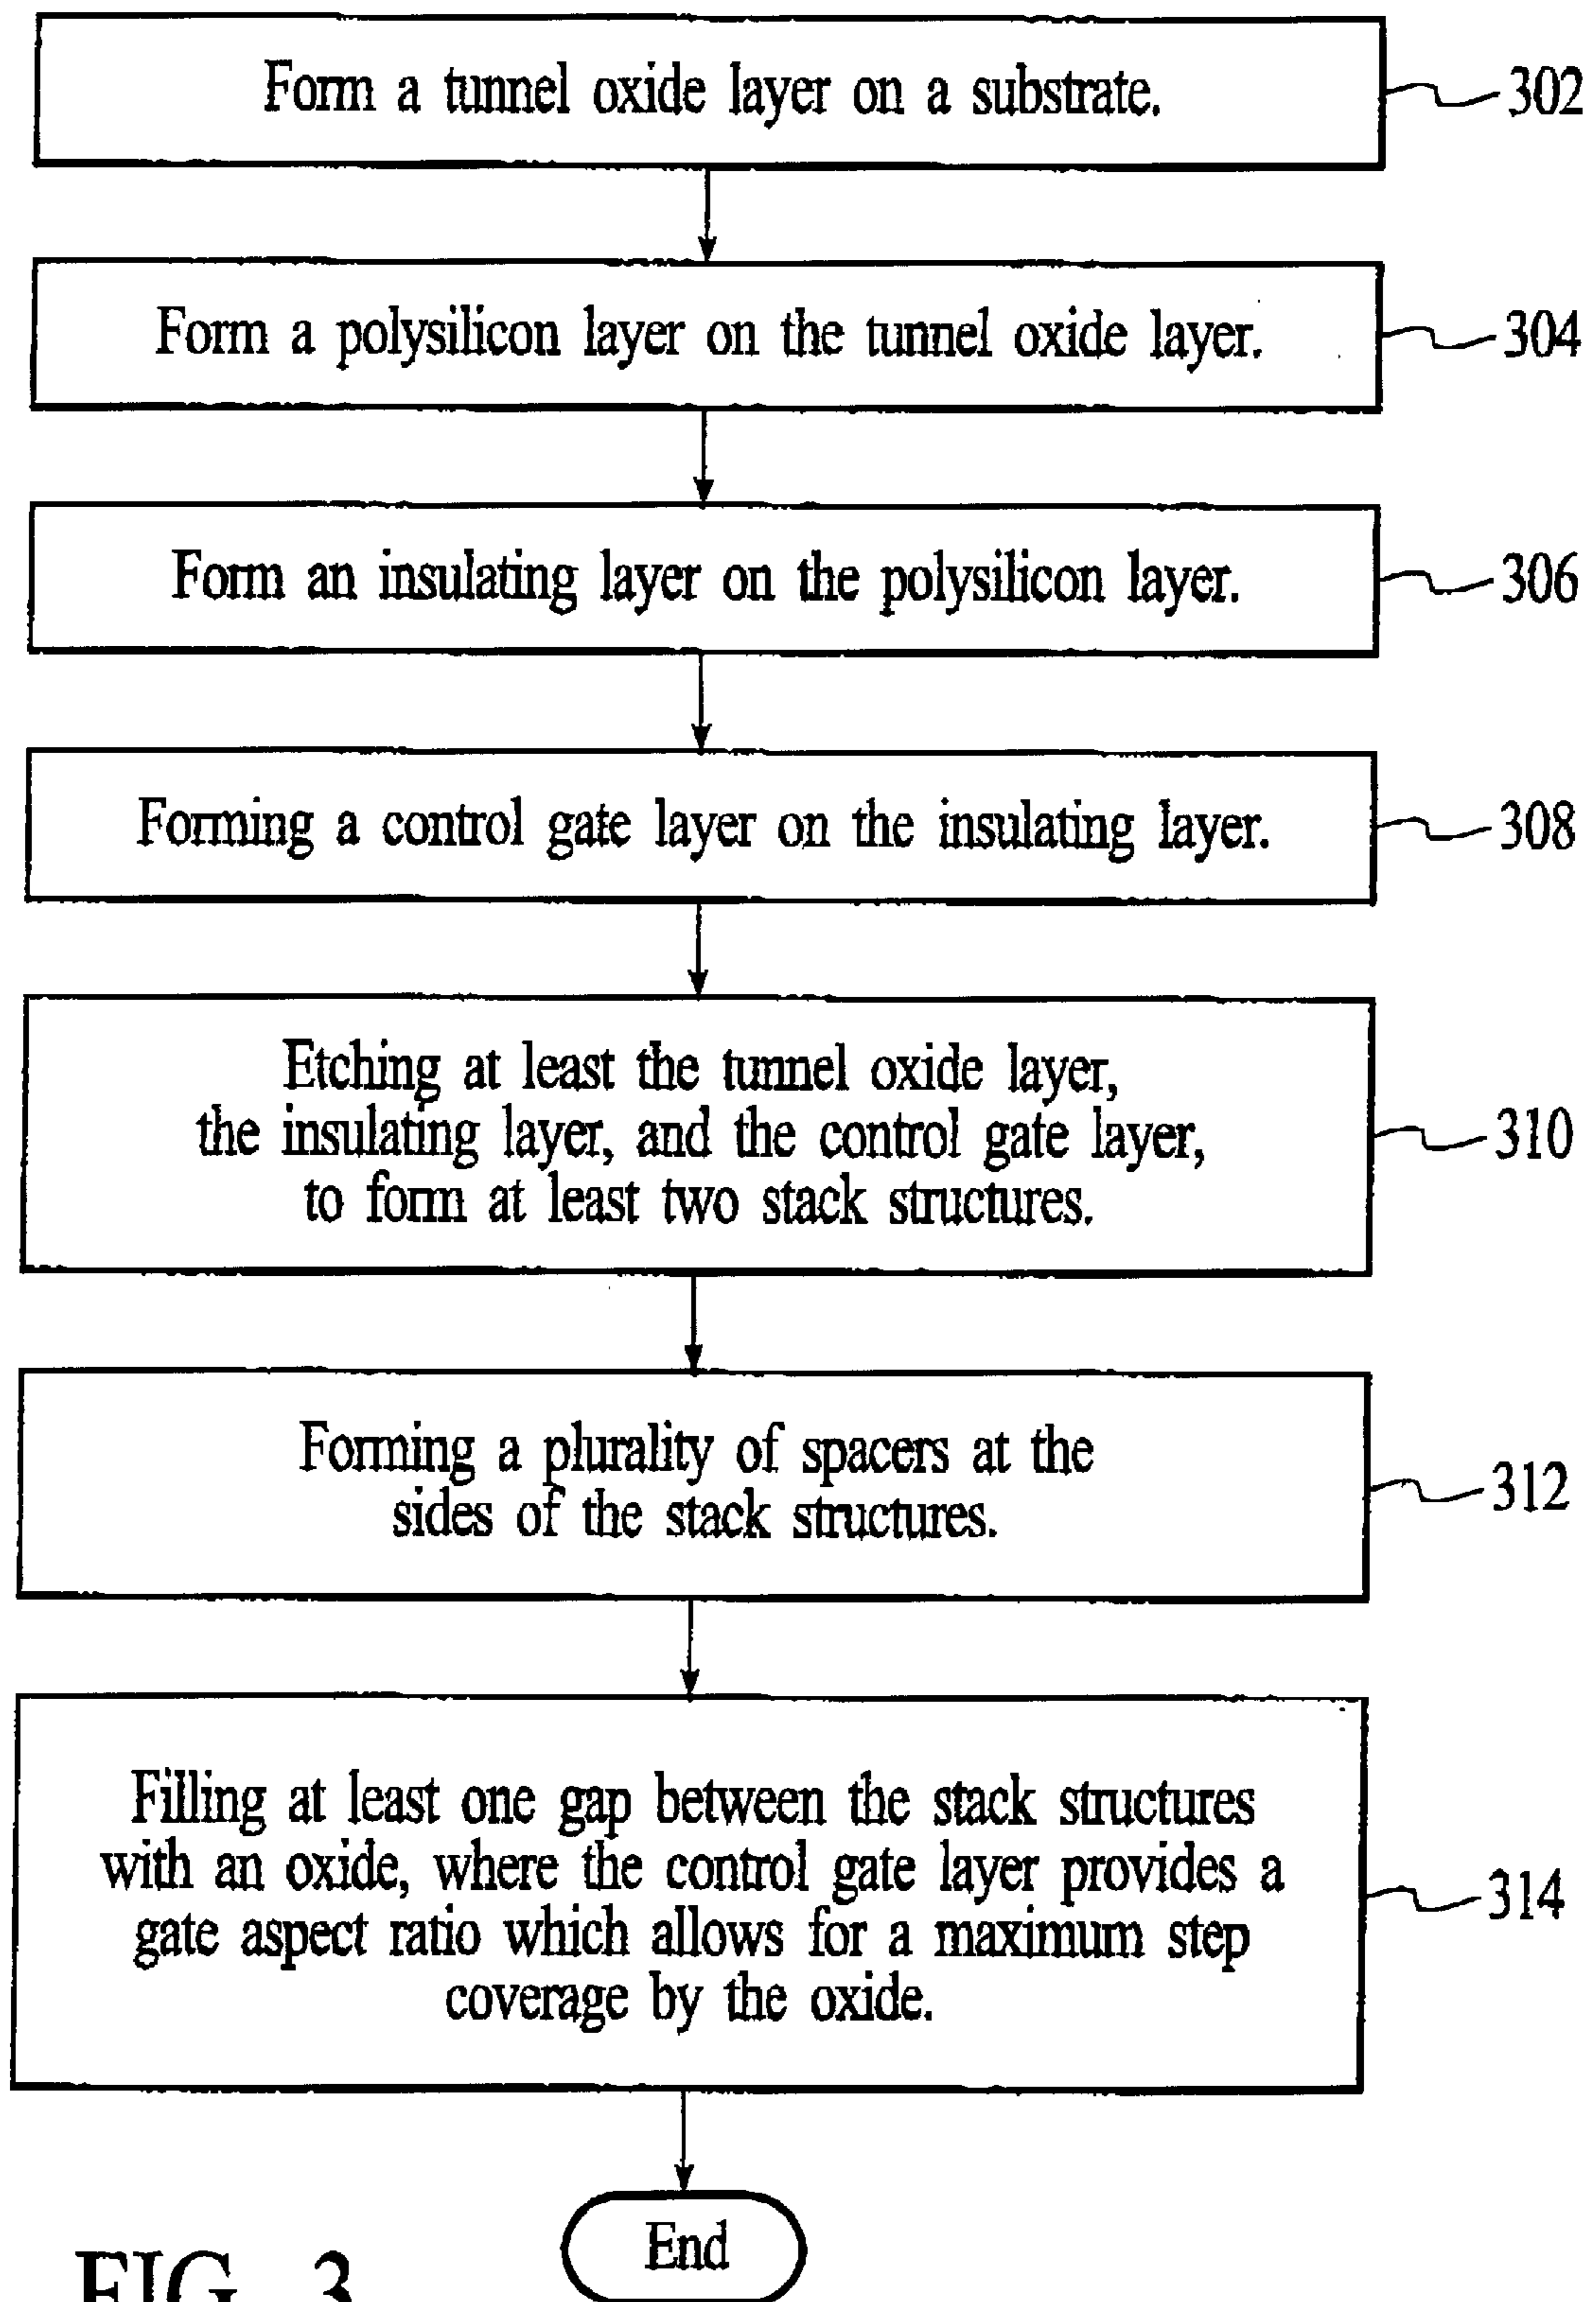 Form a tunnel oxide layer on a substrate.
302
Form a polysilicon layer on the tunnel oxide layer.
304
Form an insulating layer on the polysilicon layer.
306
Forming a control gate layer on the insulating layer.
308
Etching at least the tunnel oxide layer,
the insulating layer, and the control gate layer,
to form at least two stack structures.
310
Forming a plurality of spacers at the
sides of the stack structures.
312
Filling at least one gap between the stack structures
with an oxide, where the control gate layer provides a
gate aspect ratio which allows for a maximum step
coverage by the oxide.
314
End
FIG. 3